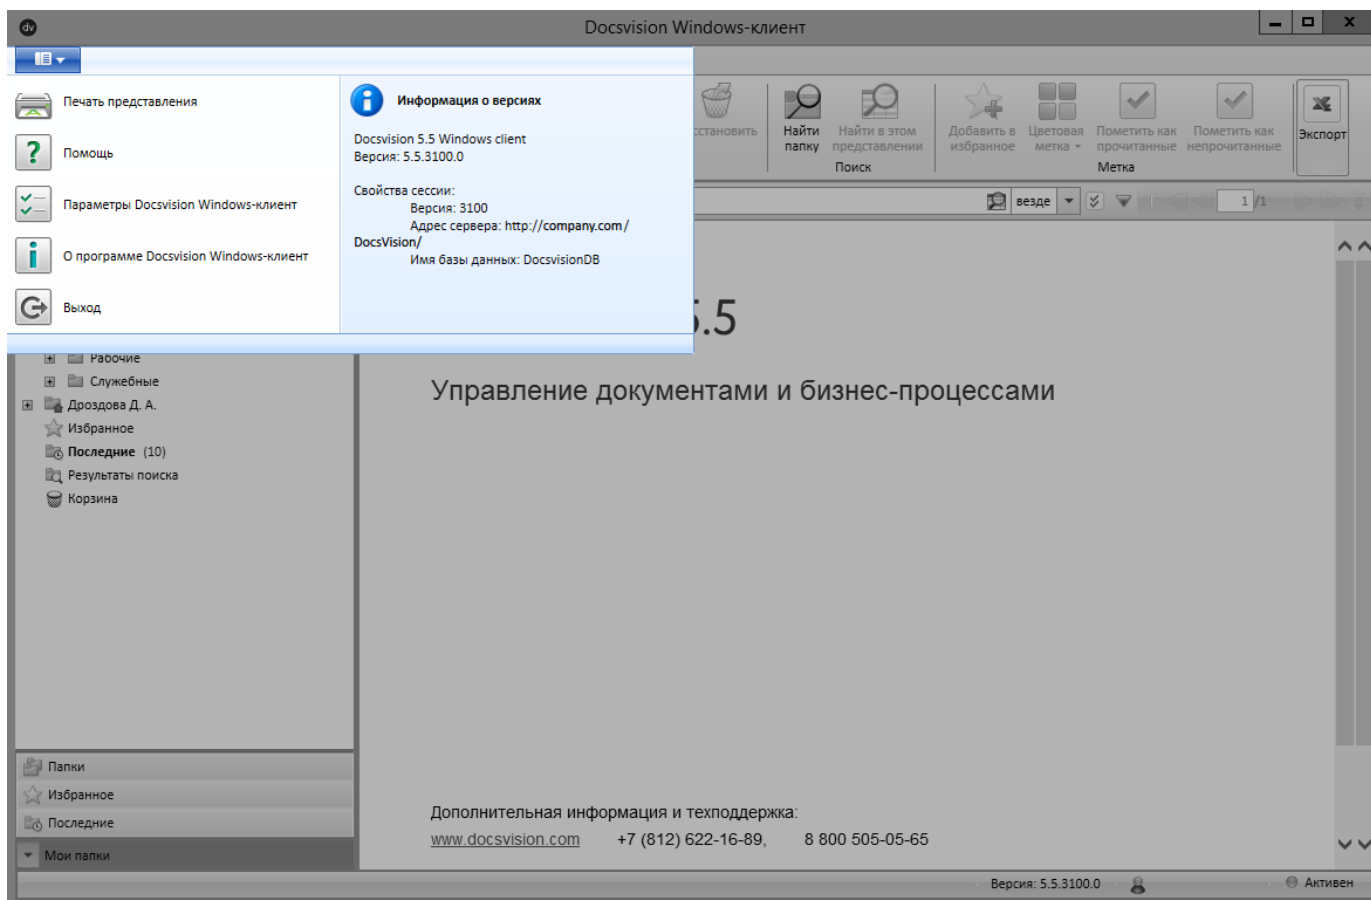 dv
Docsvision Windows-клиент
Печать представления
Помощь
Параметры Docsvision Windows-клиент
О программе Docsvision Windows-клиент
Выход
Информация о версиях
Docsvision 5.5 Windows client
Версия: 5.5.3100.0
Свойства сессии:
Версия: 3100
Адрес сервера: http://company.com/
DocsVision/
Имя базы данных: DocsvisionDB
становить
Найти
папку
Найти в этом
представлении
Поиск
Добавить в
избранное
Цветовая
метка
Пометить как
прочитанные
Пометить как
непрочитанные
Метка
Экспорт
везде
1 /1
Рабочие
Служебные
Дроздова Д. А.
Избранное
Последние (10)
Результаты поиска
Корзина
5.5
Управление документами и бизнес-процессами
Папки
Избранное
Последние
Мои папки
Дополнительная информация и техподдержка:
www.docsvision.com +7 (812) 622-16-89, 8 800 505-05-65
Версия: 5.5.3100.0
Активен